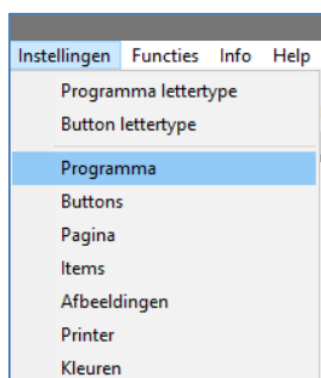 Instellingen Functies Info Help
Programma lettertype
Button lettertype
Programma
Buttons
Pagina
Items
Afbeeldingen
Printer
Kleuren